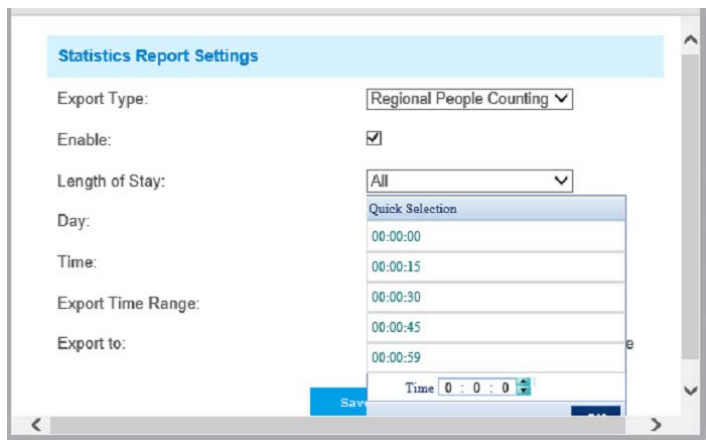 Statistics Report Settings
Export Type: Regional People Counting
Enable:
Length of Stay: All
Day:
Quick Selection
00:00:00
Time:
00:00:15
Export Time Range:
00:00:30
00:00:45
Export to: e
00:00:59
Time 0 : 0 : 0
Save